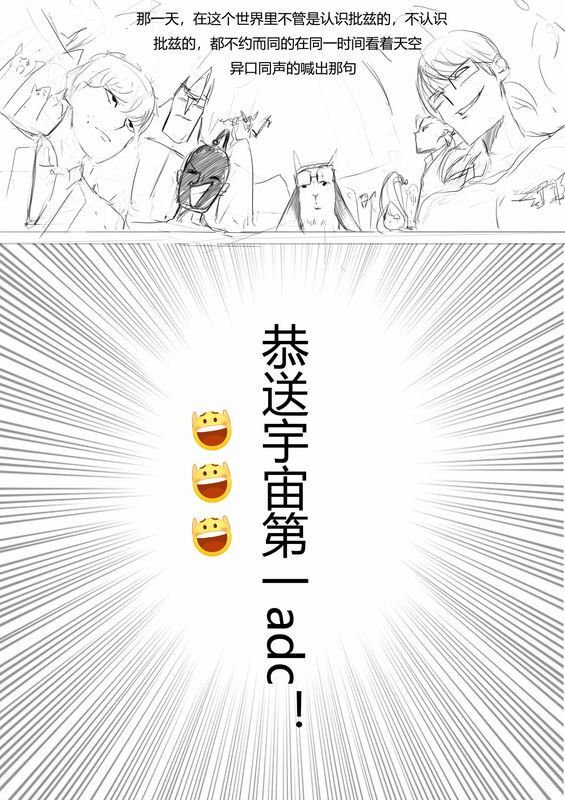 那一天，在这个世界里不管是认识批兹的，不认识
批兹的，都不约而同的在同一时间看着天空
异口同声的喊出那句
恭送宇宙第一adc！